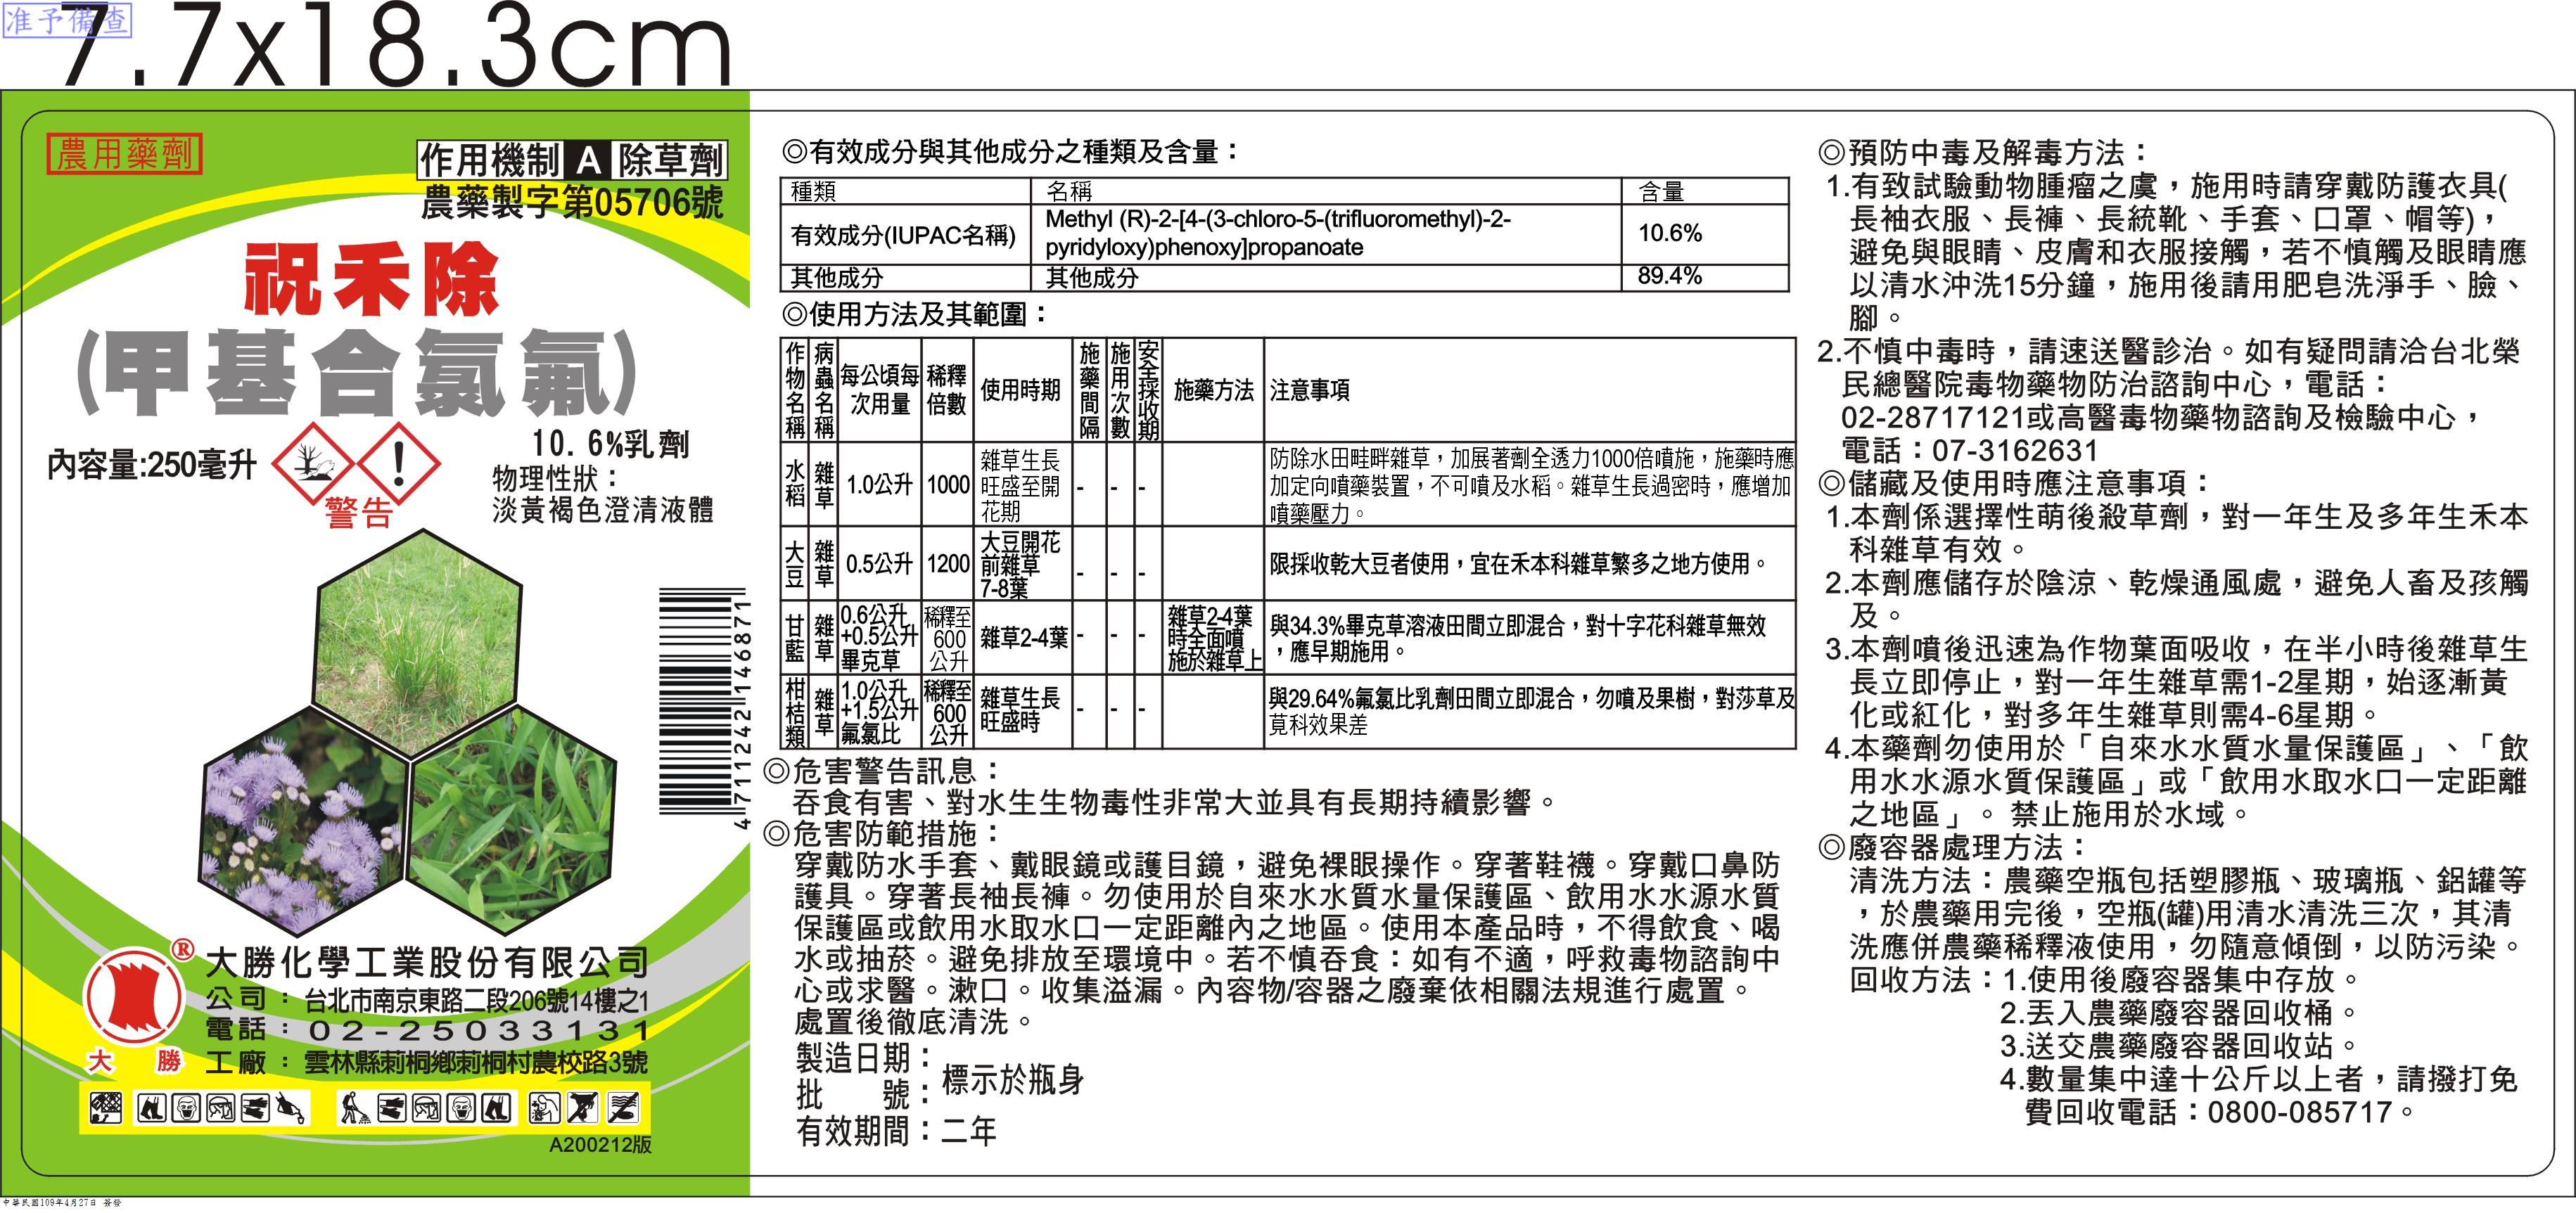 准予備查
7.7x18.3cm
農用藥劑
作用機制 A 除草劑
農藥製字第05706號
祝禾除
(甲基合氯氟)
內容量:250毫升
10.6%乳劑
物理性狀：
淡黃褐色澄清液體
警告
4711242146871
大勝化學工業股份有限公司
公司：台北市南京東路二段206號14樓之1
電話：02-25033131
工廠：雲林縣莿桐鄉莿桐村農校路3號
®
大 勝
A200212版
◎有效成分與其他成分之種類及含量：
種類 名稱 含量
有效成分(IUPAC名稱) Methyl (R)-2-[4-(3-chloro-5-(trifluoromethyl)-2-
pyridyloxy)phenoxy]propanoate 10.6%
其他成分 其他成分 89.4%
◎使用方法及其範圍：
作物名稱 病蟲名稱 每公頃每次用量 稀釋倍數 使用時期 施藥間隔 施用次數 安全採收期 施藥方法 注意事項
水稻 雜草 1.0公升 1000 雜草生長旺盛至開花期 - - - 防除水田畦畔雜草，加展著劑全透力1000倍噴施，施藥時應
加定向噴藥裝置，不可噴及水稻。雜草生長過密時，應增加
噴藥壓力。
大豆 雜草 0.5公升 1200 大豆開花前雜草7-8葉 - - - 限採收乾大豆者使用，宜在禾本科雜草繁多之地方使用。
甘藍 雜草 0.6公升+0.5公升畢克草 稀釋至600公升 雜草2-4葉 - - - 雜草2-4葉時全面噴施於雜草上 與34.3%畢克草溶液田間立即混合，對十字花科雜草無效
，應早期施用。
柑桔類 雜草 1.0公升+1.5公升氟氯比 稀釋至600公升 雜草生長旺盛時 - - - 與29.64%氟氯比乳劑田間立即混合，勿噴及果樹，對莎草及
莧科效果差
◎危害警告訊息：
吞食有害、對水生生物毒性非常大並具有長期持續影響。
◎危害防範措施：
穿戴防水手套、戴眼鏡或護目鏡，避免裸眼操作。穿著鞋襪。穿戴口鼻防
護具。穿著長袖長褲。勿使用於自來水水質水量保護區、飲用水水源水質
保護區或飲用水取水口一定距離內之地區。使用本產品時，不得飲食、喝
水或抽菸。避免排放至環境中。若不慎吞食：如有不適，呼救毒物諮詢中
心或求醫。漱口。收集溢漏。內容物/容器之廢棄依相關法規進行處置。
處置後徹底清洗。
製造日期：
批　　號：標示於瓶身
有效期間：二年
◎預防中毒及解毒方法：
1.有致試驗動物腫瘤之虞，施用時請穿戴防護衣具(
長袖衣服、長褲、長統靴、手套、口罩、帽等)，
避免與眼睛、皮膚和衣服接觸，若不慎觸及眼睛應
以清水沖洗15分鐘，施用後請用肥皂洗淨手、臉、
腳。
2.不慎中毒時，請速送醫診治。如有疑問請洽台北榮
民總醫院毒物藥物防治諮詢中心，電話：
02-28717121或高醫毒物藥物諮詢及檢驗中心，
電話：07-3162631
◎儲藏及使用時應注意事項：
1.本劑係選擇性萌後殺草劑，對一年生及多年生禾本
科雜草有效。
2.本劑應儲存於陰涼、乾燥通風處，避免人畜及孩觸
及。
3.本劑噴後迅速為作物葉面吸收，在半小時後雜草生
長立即停止，對一年生雜草需1-2星期，始逐漸黃
化或紅化，對多年生雜草則需4-6星期。
4.本藥劑勿使用於「自來水水質水量保護區」、「飲
用水水源水質保護區」或「飲用水取水口一定距離
之地區」。禁止施用於水域。
◎廢容器處理方法：
清洗方法：農藥空瓶包括塑膠瓶、玻璃瓶、鋁罐等
，於農藥用完後，空瓶(罐)用清水清洗三次，其清
洗應併農藥稀釋液使用，勿隨意傾倒，以防污染。
回收方法：1.使用後廢容器集中存放。
2.丟入農藥廢容器回收桶。
3.送交農藥廢容器回收站。
4.數量集中達十公斤以上者，請撥打免
費回收電話：0800-085717。
中華民國109年4月27日 簽發